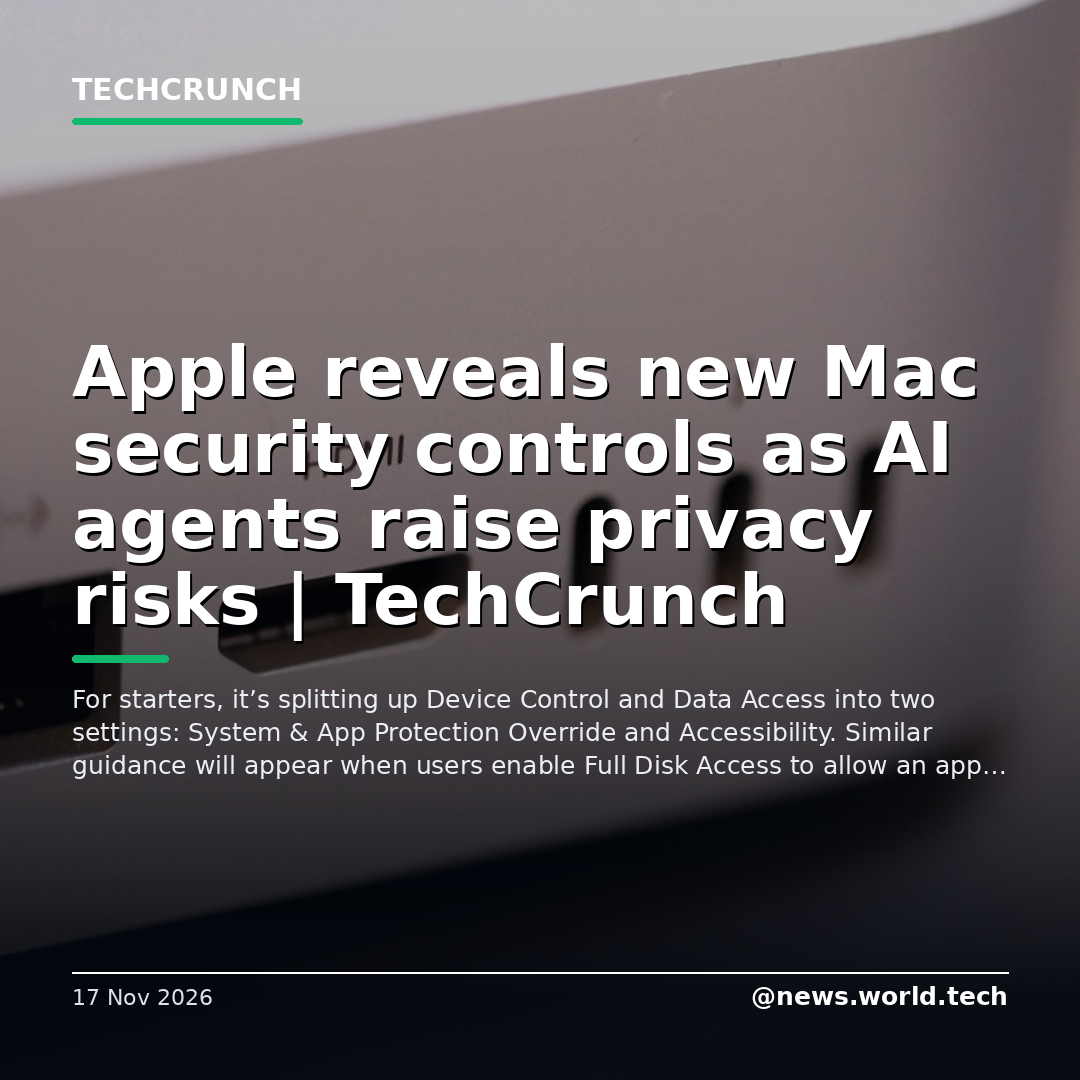 TECHCRUNCH
Apple reveals new Mac
security controls as AI
agents raise privacy
risks | TechCrunch
For starters, it’s splitting up Device Control and Data Access into two
settings: System & App Protection Override and Accessibility. Similar
guidance will appear when users enable Full Disk Access to allow an app…
17 Nov 2026
@news.world.tech